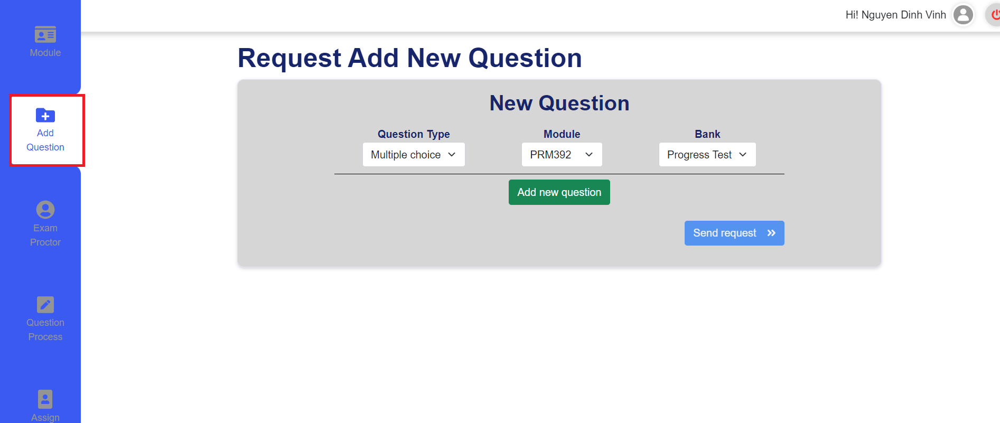 Hi! Nguyen Dinh Vinh
Module
Add
Question
Exam
Proctor
Question
Process
Assign
Request Add New Question
New Question
Question Type Module Bank
Multiple choice PRM392 Progress Test
Add new question
Send request